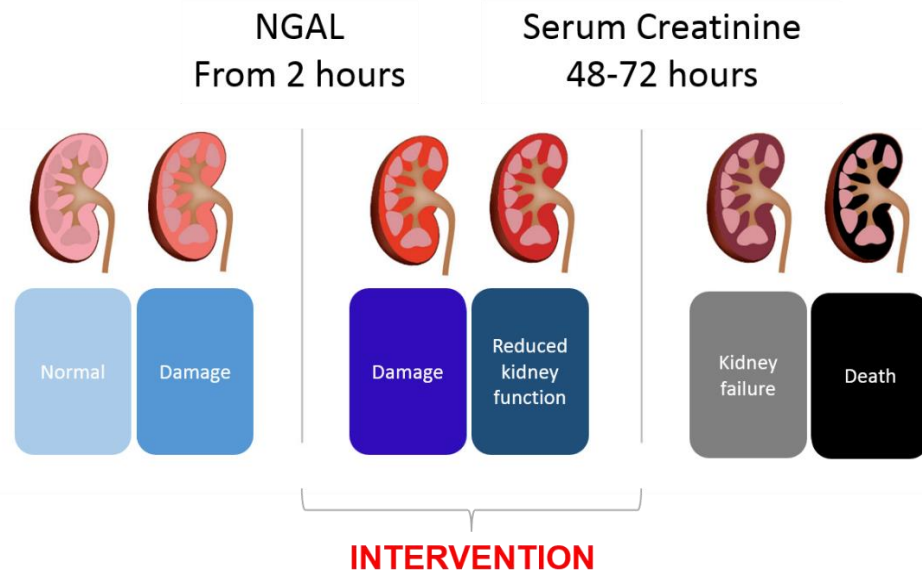 NGAL
From 2 hours
Serum Creatinine
48-72 hours
Normal
Damage
Damage
Reduced
kidney
function
Kidney
failure
Death
INTERVENTION